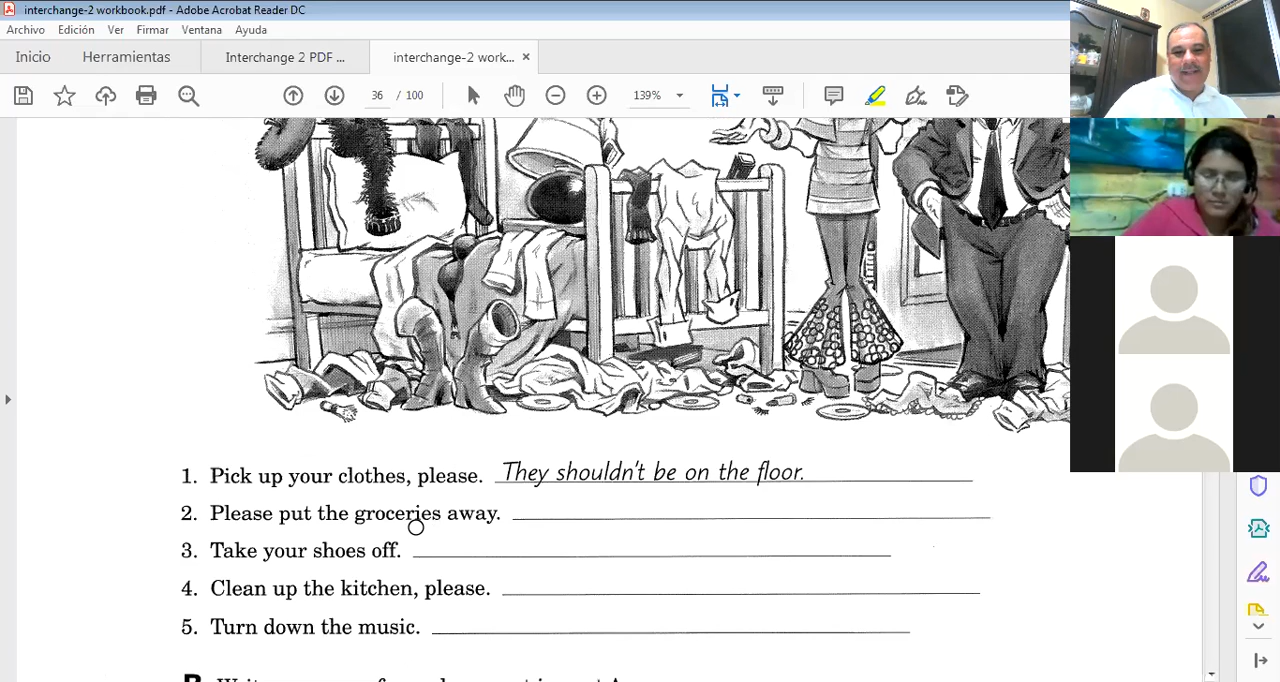 interchange-2 workbook.pdf - Adobe Acrobat Reader DC
Archivo Edición Ver Firmar Ventana Ayuda
Inicio Herramientas Interchange 2 PDF ... interchange-2 work... ×
36 / 100 139%
1. Pick up your clothes, please. They shouldn't be on the floor.
2. Please put the groceries away.
3. Take your shoes off.
4. Clean up the kitchen, please.
5. Turn down the music.